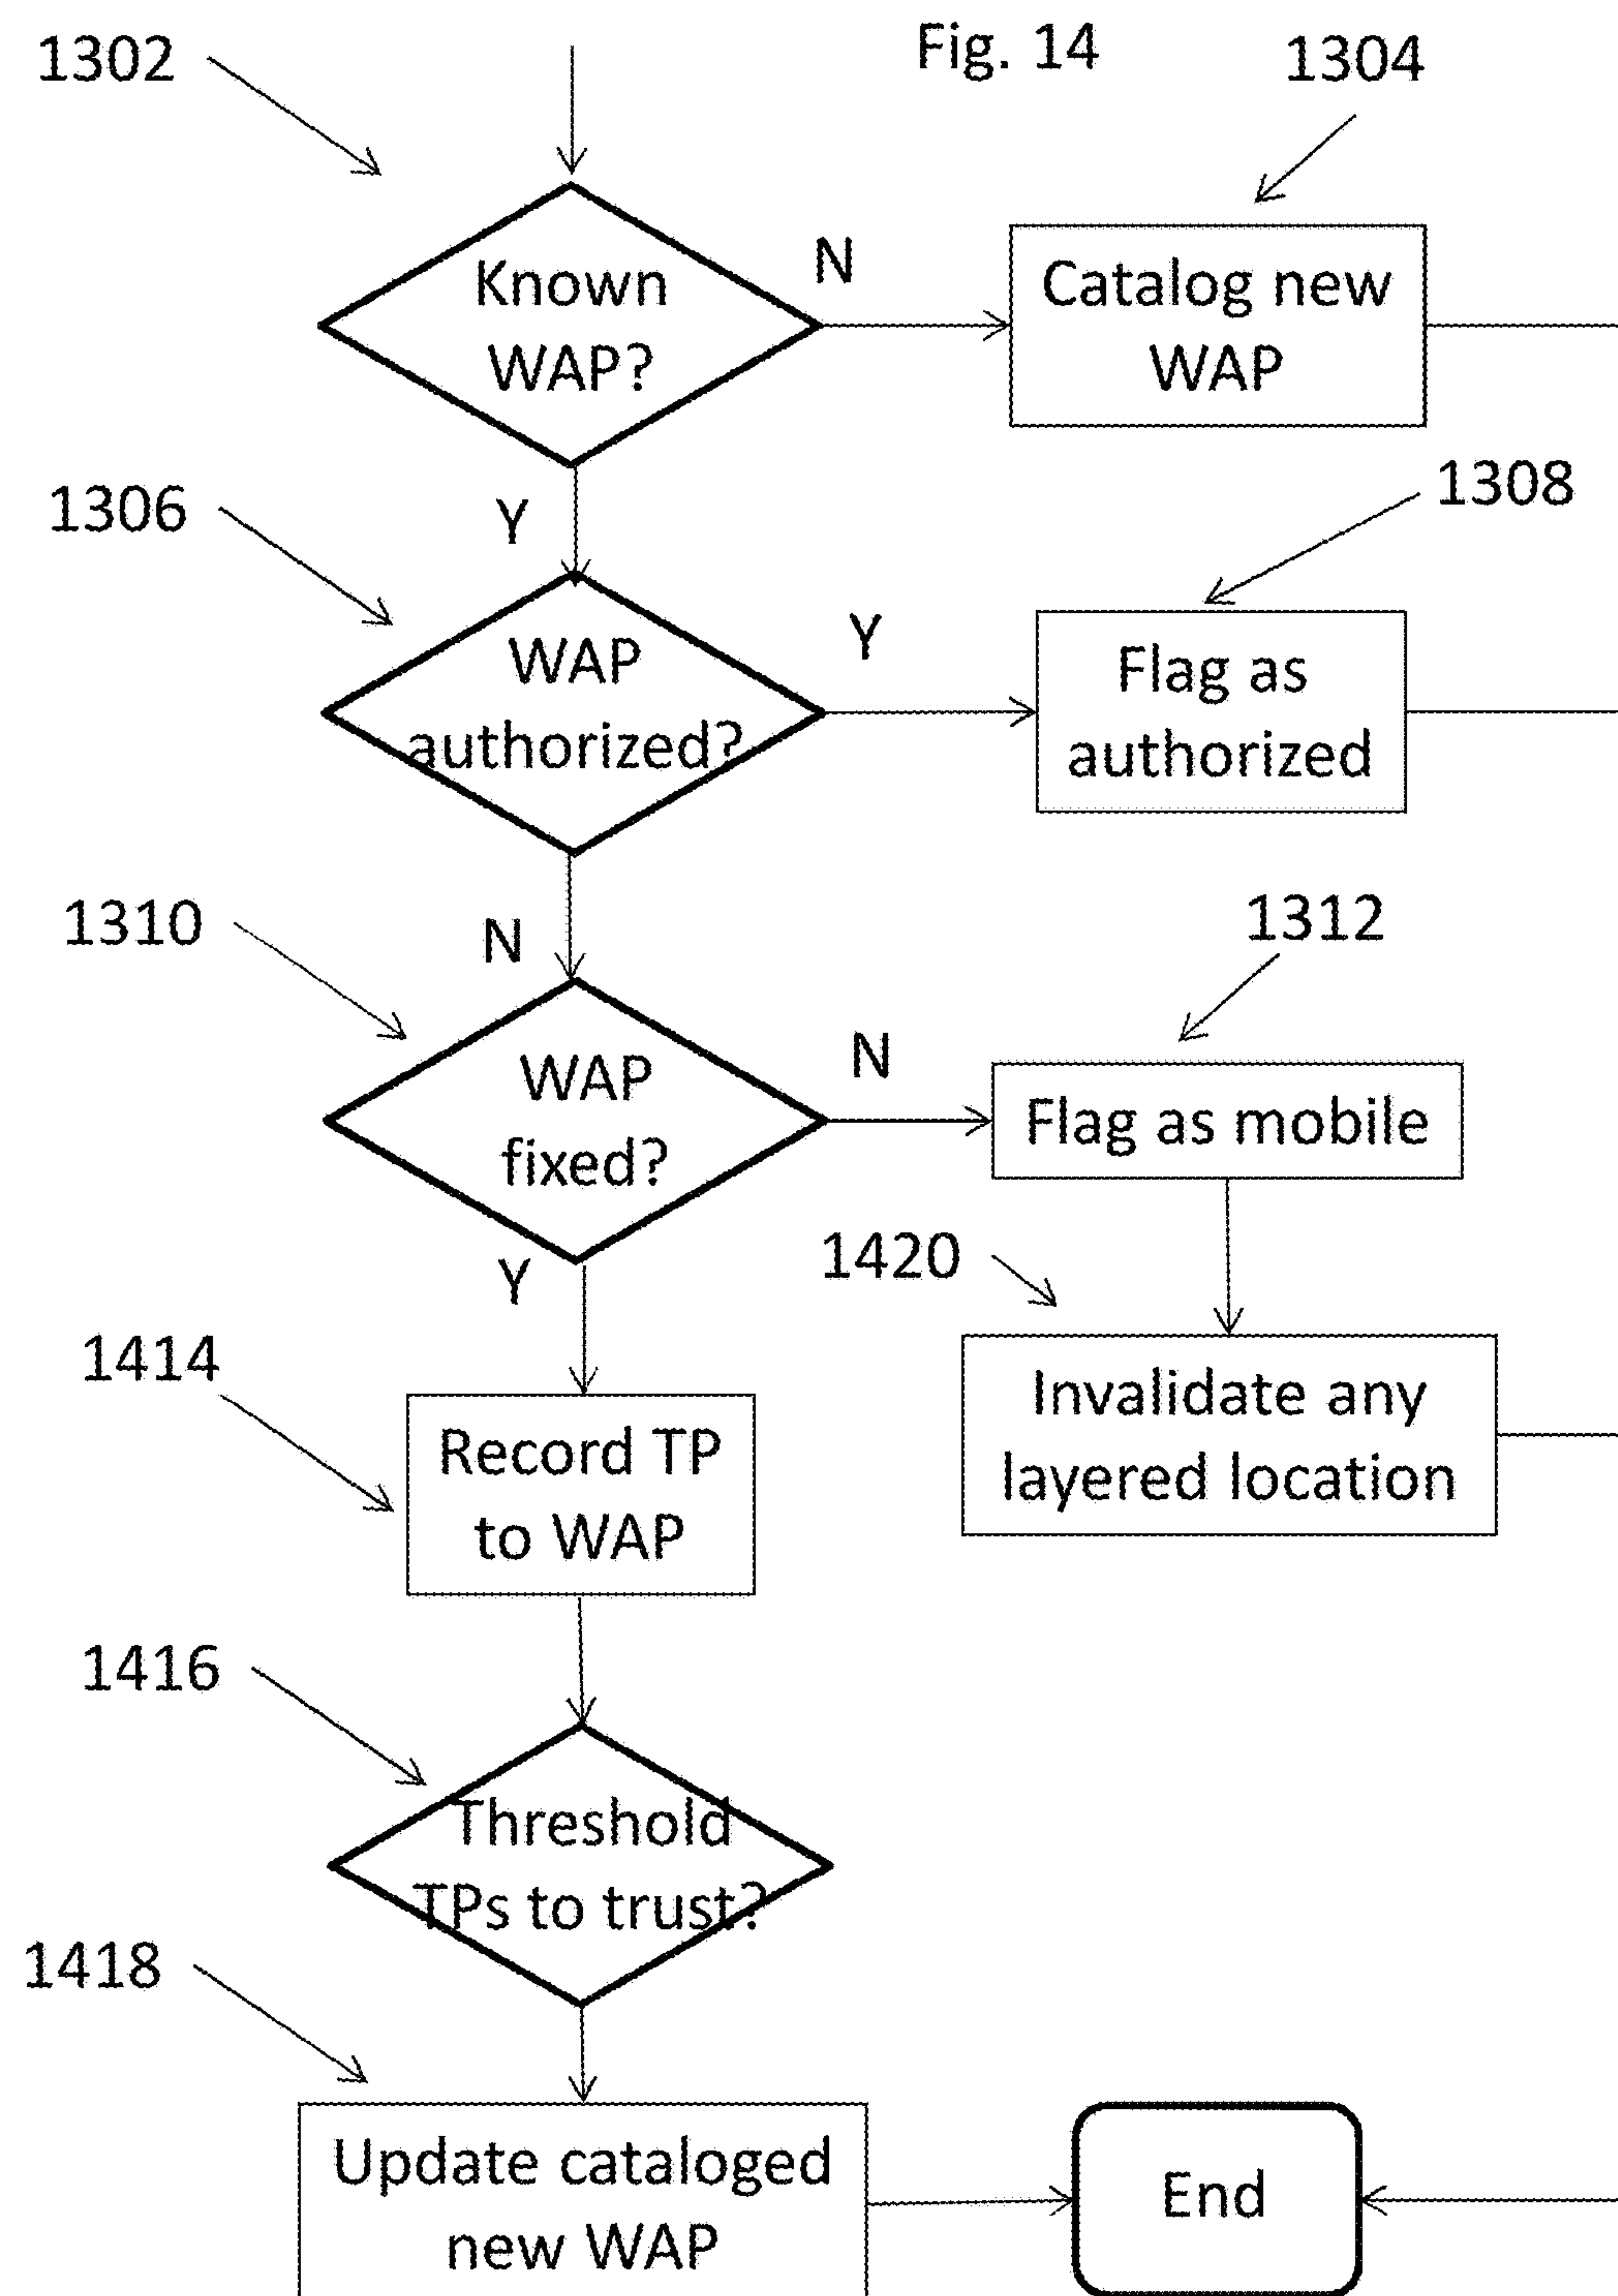 Fig. 14
1302
1304
Known
WAP?
N
Catalog new
WAP
Y
1306
1308
WAP
authorized?
Y
Flag as
authorized
N
1310
1312
WAP
fixed?
N
Flag as mobile
Y
1420
Invalidate any
layered location
1414
Record TP
to WAP
1416
Threshold
TPs to trust?
1418
Update cataloged
new WAP
End